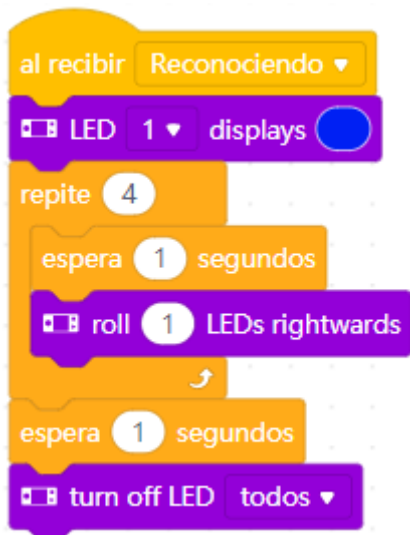 al recibir Reconociendo
LED 1 displays
repite 4
espera 1 segundos
roll 1 LEDs rightwards
espera 1 segundos
turn off LED todos